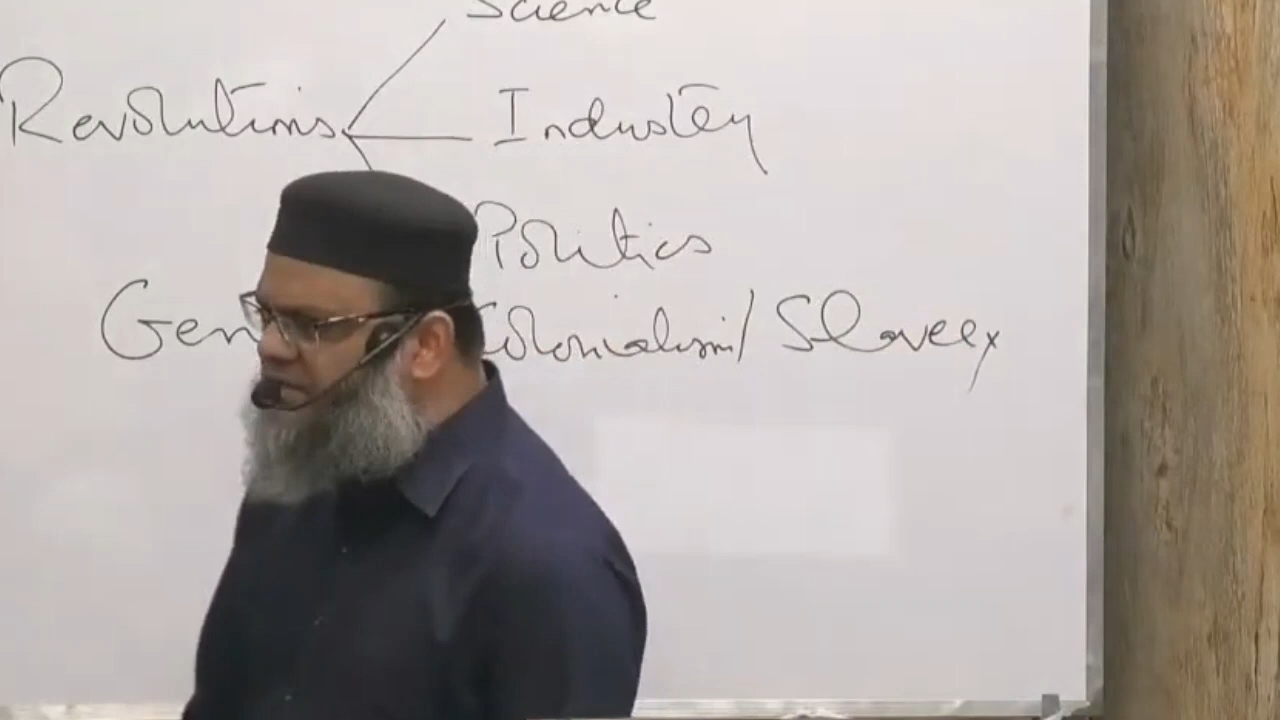 Science
Revolutions Industry
Politics
Colonialism/Slavery